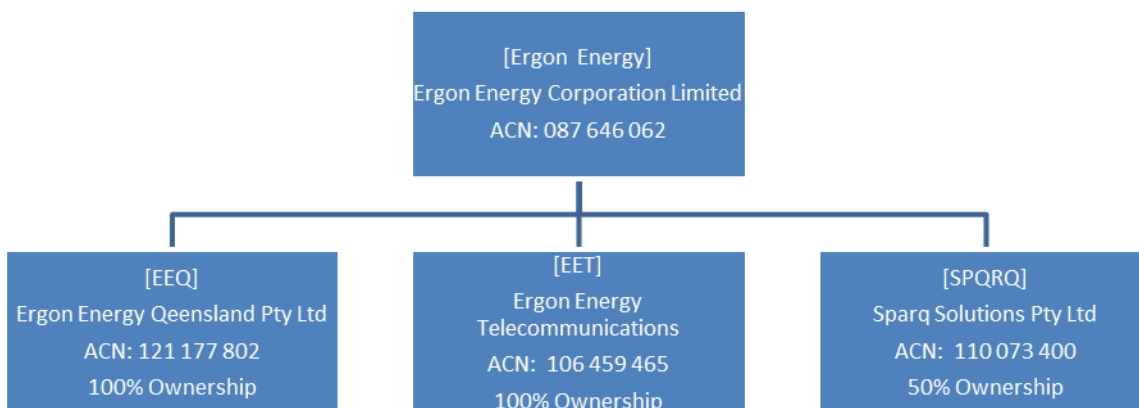 [Ergon Energy]
Ergon Energy Corporation Limited
ACN: 087 646 062
[EEQ]
Ergon Energy Qeensland Pty Ltd
ACN: 121 177 802
100% Ownership
[EET]
Ergon Energy
Telecommunications
ACN: 106 459 465
100% Ownership
[SPQRQ]
Sparq Solutions Pty Ltd
ACN: 110 073 400
50% Ownership